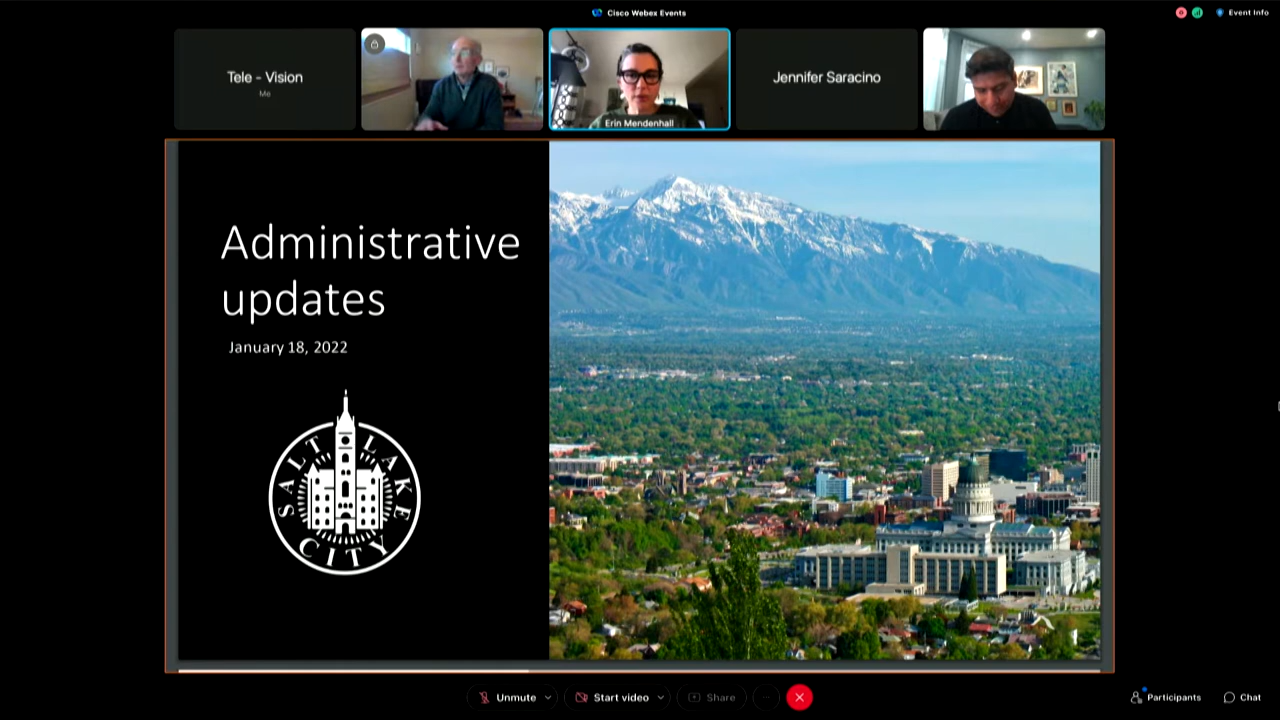 Cisco Webex Events
Event Info
Tele - Vision
Me
Erin Mendenhall
Jennifer Saracino
Administrative
updates
January 18, 2022
SALT LAKE
CITY
Unmute
Start video
Share
Participants
Chat